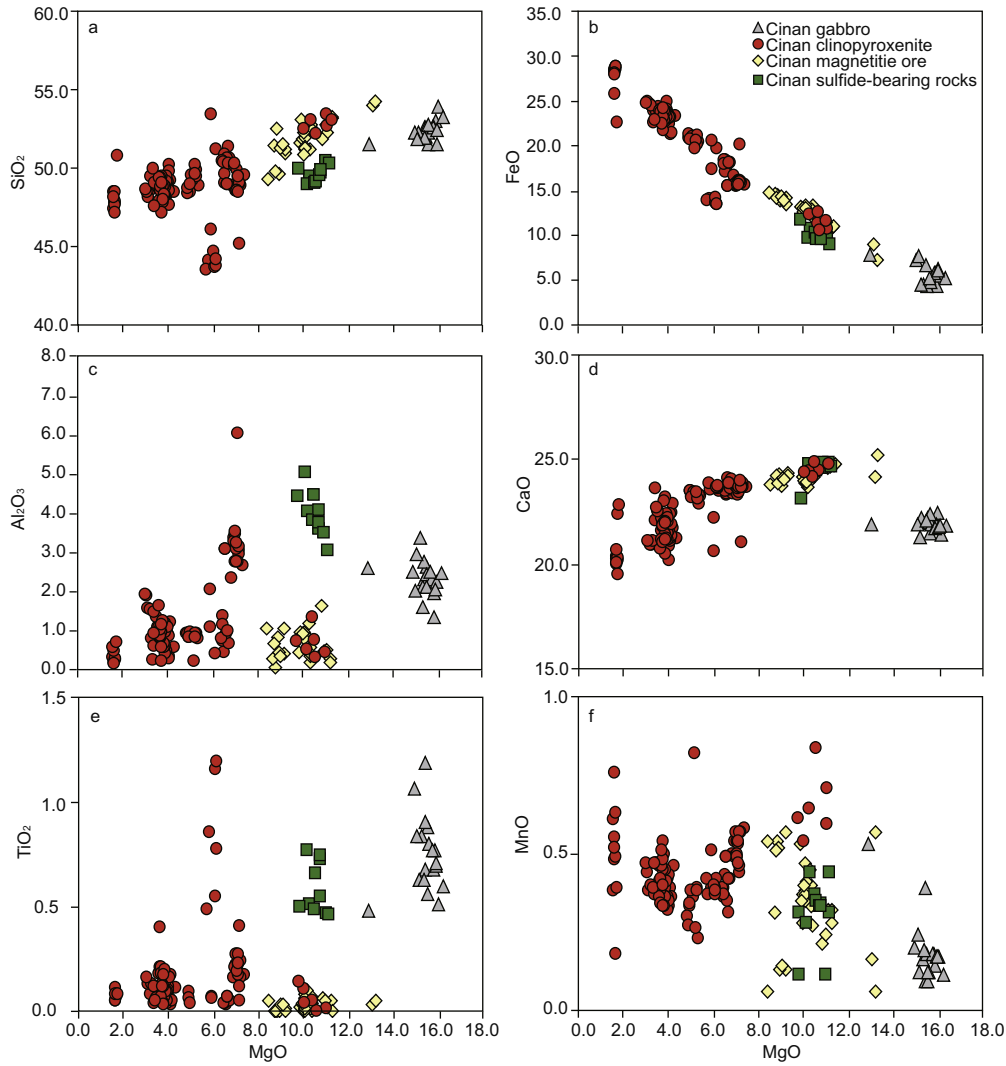 a
60.0
55.0
50.0
45.0
40.0
SiO₂
b
35.0
30.0
25.0
20.0
15.0
10.0
5.0
0.0
FeO
Cinan gabbro
Cinan clinopyroxenite
Cinan magnetitie ore
Cinan sulfide-bearing rocks
c
8.0
7.0
6.0
5.0
4.0
3.0
2.0
1.0
0.0
Al₂O₃
d
30.0
25.0
20.0
15.0
CaO
e
1.5
1.0
0.5
0.0
TiO₂
0.0 2.0 4.0 6.0 8.0 10.0 12.0 14.0 16.0 18.0
MgO
f
1.0
0.5
0.0
MnO
0.0 2.0 4.0 6.0 8.0 10.0 12.0 14.0 16.0 18.0
MgO